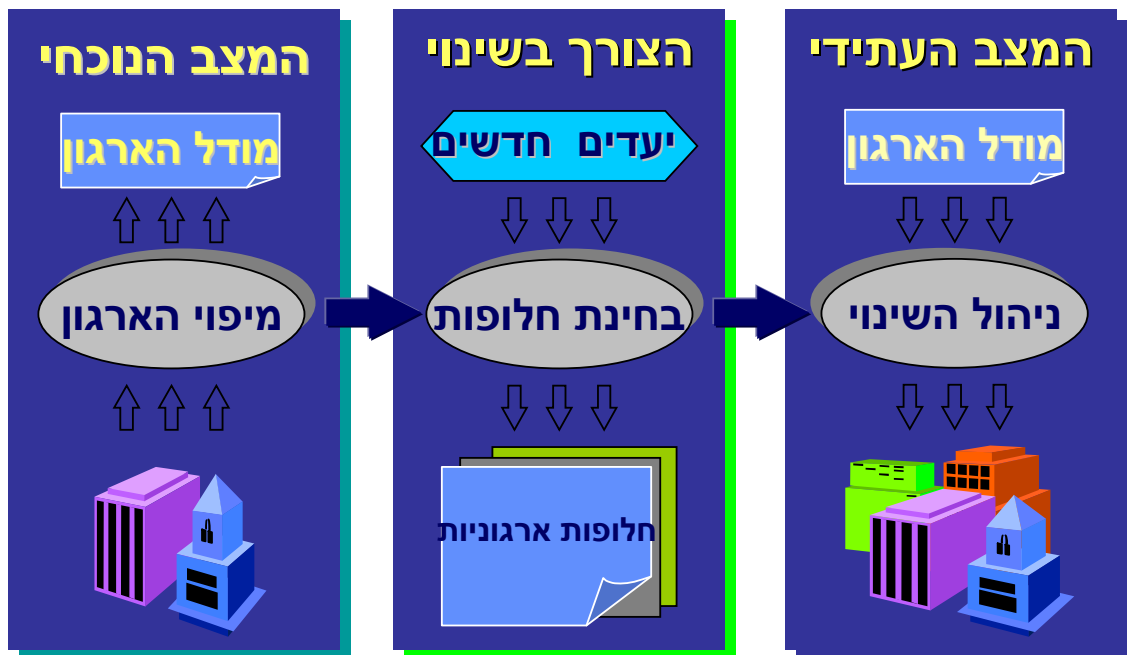 המצב הנוכחי
מודל הארגון
מיפוי הארגון
הצורך בשינוי
יעדים חדשים
בחינת חלופות
חלופות ארגוניות
המצב העתידי
מודל הארגון
ניהול השינוי